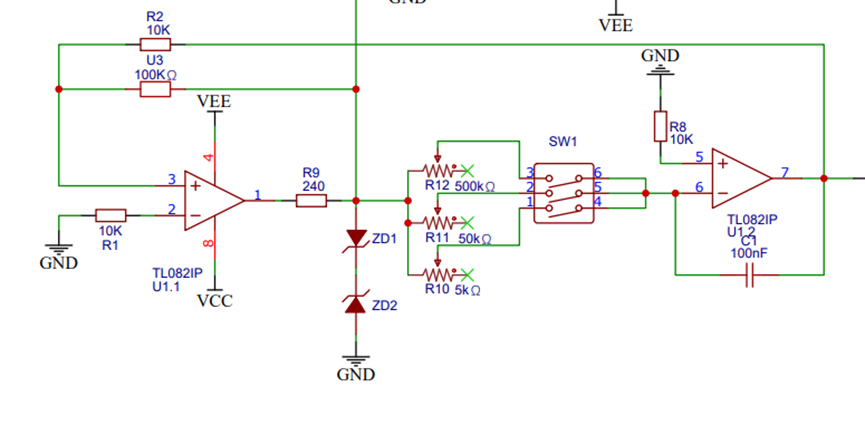 GND
VEE
R2
10K
U3
100KΩ
VEE
4
3
2
1
8
10K
R1
GND
TL082IP
U1.1
VCC
R9
240
ZD1
ZD2
GND
R12 500kΩ
R11 50kΩ
R10 5kΩ
SW1
3
2
1
6
5
4
GND
R8
10K
5
6
7
TL082IP
U1.2
C1
100nF